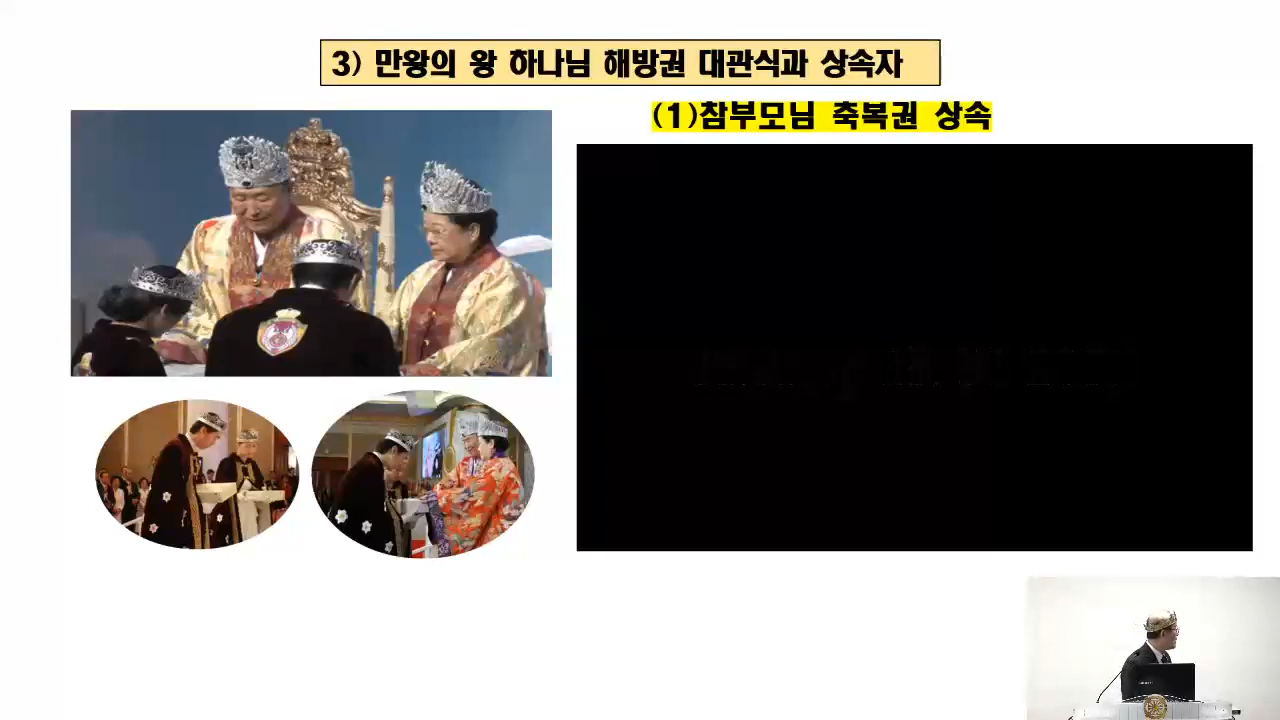 3) 만왕의 왕 하나님 해방권 대관식과 상속자
(1)참부모님 축복권 상속